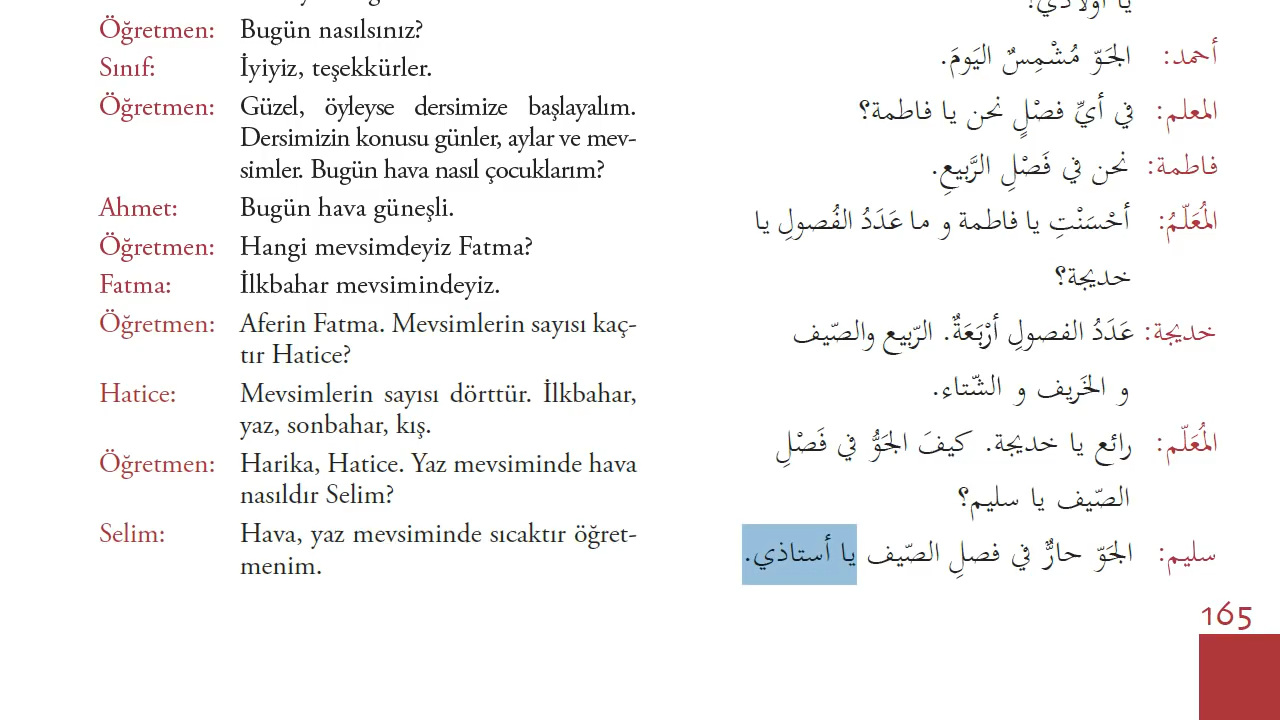 Öğretmen: Bugün nasılsınız?
Sınıf: İyiyiz, teşekkürler.
Öğretmen: Güzel, öyleyse dersimize başlayalım.
Dersimizin konusu günler, aylar ve mev-
simler. Bugün hava nasıl çocuklarım?
Ahmet: Bugün hava güneşli.
Öğretmen: Hangi mevsimdeyiz Fatma?
Fatma: İlkbahar mevsimindeyiz.
Öğretmen: Aferin Fatma. Mevsimlerin sayısı kaç-
tır Hatice?
Hatice: Mevsimlerin sayısı dörttür. İlkbahar,
yaz, sonbahar, kış.
Öğretmen: Harika, Hatice. Yaz mevsiminde hava
nasıldır Selim?
Selim: Hava, yaz mevsiminde sıcaktır öğret-
menim.
يا أولادي؟
أحمد: الجَوّ مُشْمِسٌ اليَومَ.
المعلم: في أيِّ فصْلٍ نحن يا فاطمة؟
فاطمة: نحن في فَصْلِ الرَّبيعِ.
المُعَلّمُ: أحْسَنْتِ يا فاطمة و ما عَدَدُ الفُصولِ يا
خديجة؟
خديجة: عَدَدُ الفصولِ أرْبَعَةٌ. الرّبيع والصّيف
و الخَريف و الشّتاء.
المُعَلّم: رائع يا خديجة. كيفَ الجَوُّ في فَصْلِ
الصّيف يا سليم؟
سليم: الجَوّ حارٌّ في فصلِ الصّيف يا أستاذي.
165